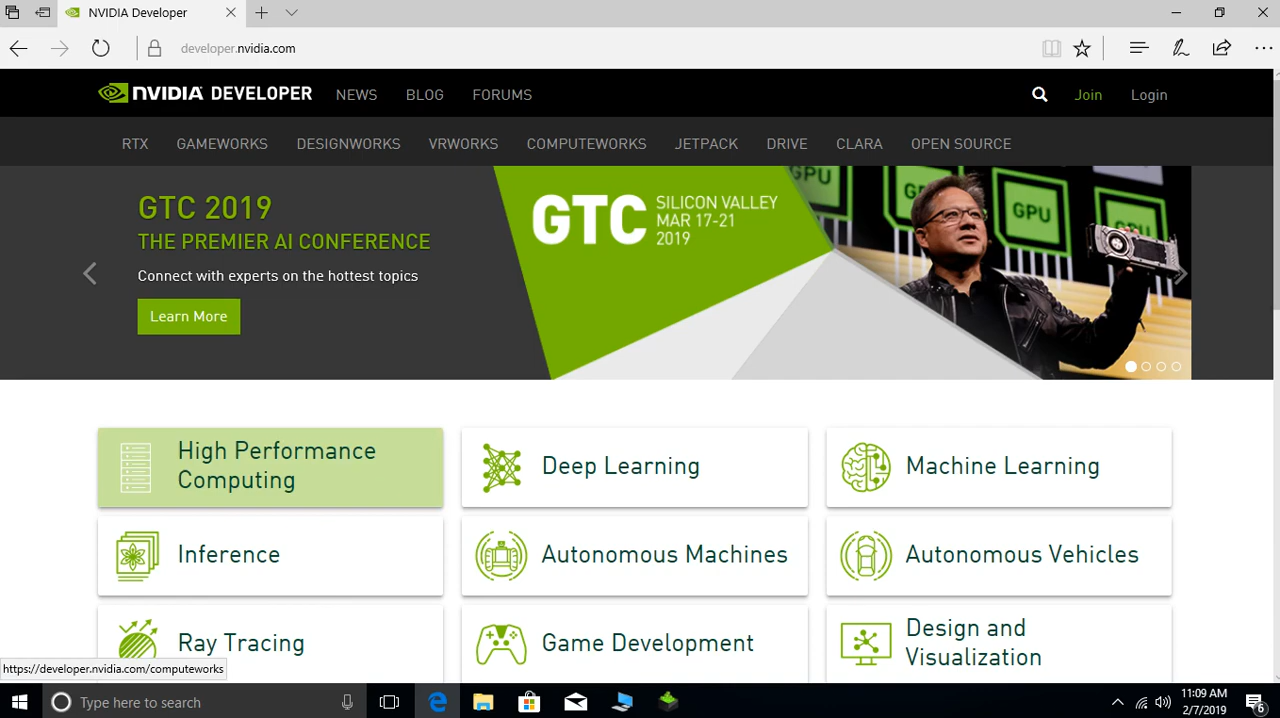 NVIDIA Developer
developer.nvidia.com
NVIDIA DEVELOPER NEWS BLOG FORUMS Join Login
RTX GAMEWORKS DESIGNWORKS VRWORKS COMPUTEWORKS JETPACK DRIVE CLARA OPEN SOURCE
GTC 2019
THE PREMIER AI CONFERENCE
Connect with experts on the hottest topics
Learn More
GTC
SILICON VALLEY
MAR 17-21
2019
GPU
GPU
GPU
High Performance
Computing
Deep Learning
Machine Learning
Inference
Autonomous Machines
Autonomous Vehicles
Ray Tracing
Game Development
Design and
Visualization
https://developer.nvidia.com/computeworks
Type here to search
11:09 AM
2/7/2019
6